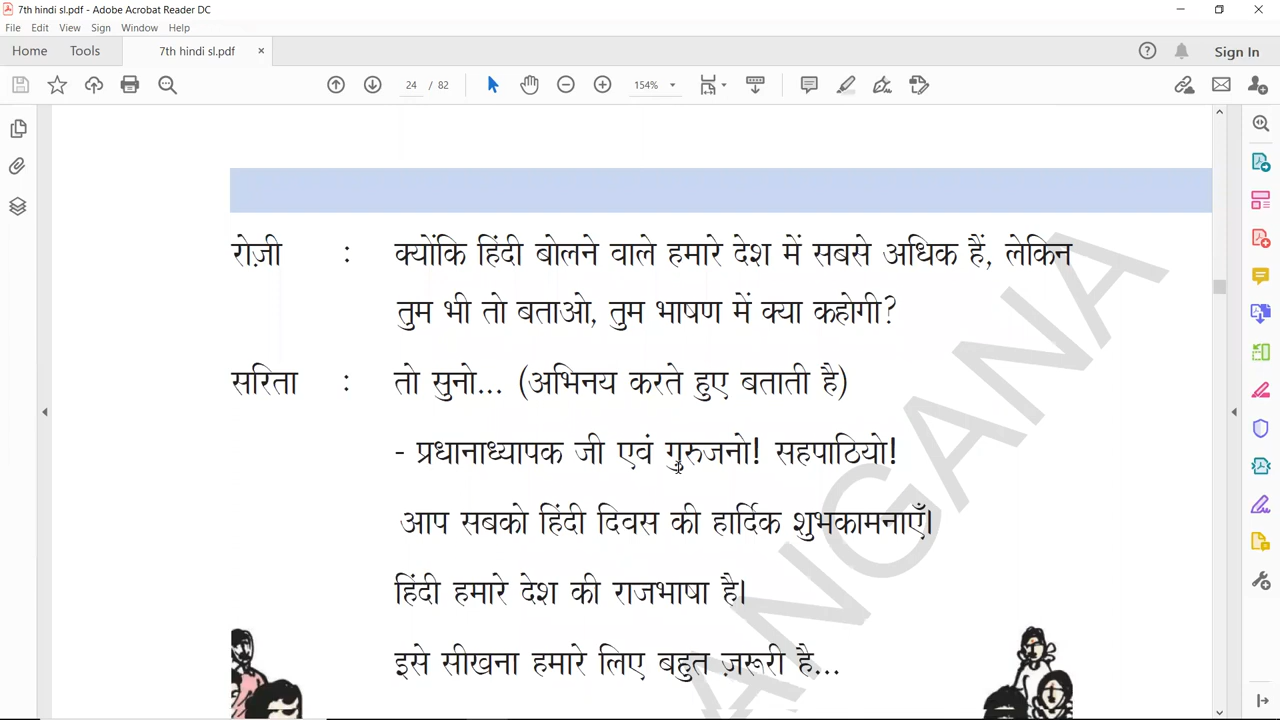 7th hindi sl.pdf - Adobe Acrobat Reader DC
File Edit View Sign Window Help
Home Tools 7th hindi sl.pdf × Sign In
24 / 82 154%
रोज़ी : क्योंकि हिंदी बोलने वाले हमारे देश में सबसे अधिक हैं, लेकिन
तुम भी तो बताओ, तुम भाषण में क्या कहोगी?
सरिता : तो सुनो... (अभिनय करते हुए बताती है)
- प्रधानाध्यापक जी एवं गुरुजनो! सहपाठियो!
आप सबको हिंदी दिवस की हार्दिक शुभकामनाएँ।
हिंदी हमारे देश की राजभाषा है।
इसे सीखना हमारे लिए बहुत ज़रूरी है...
ANGANA